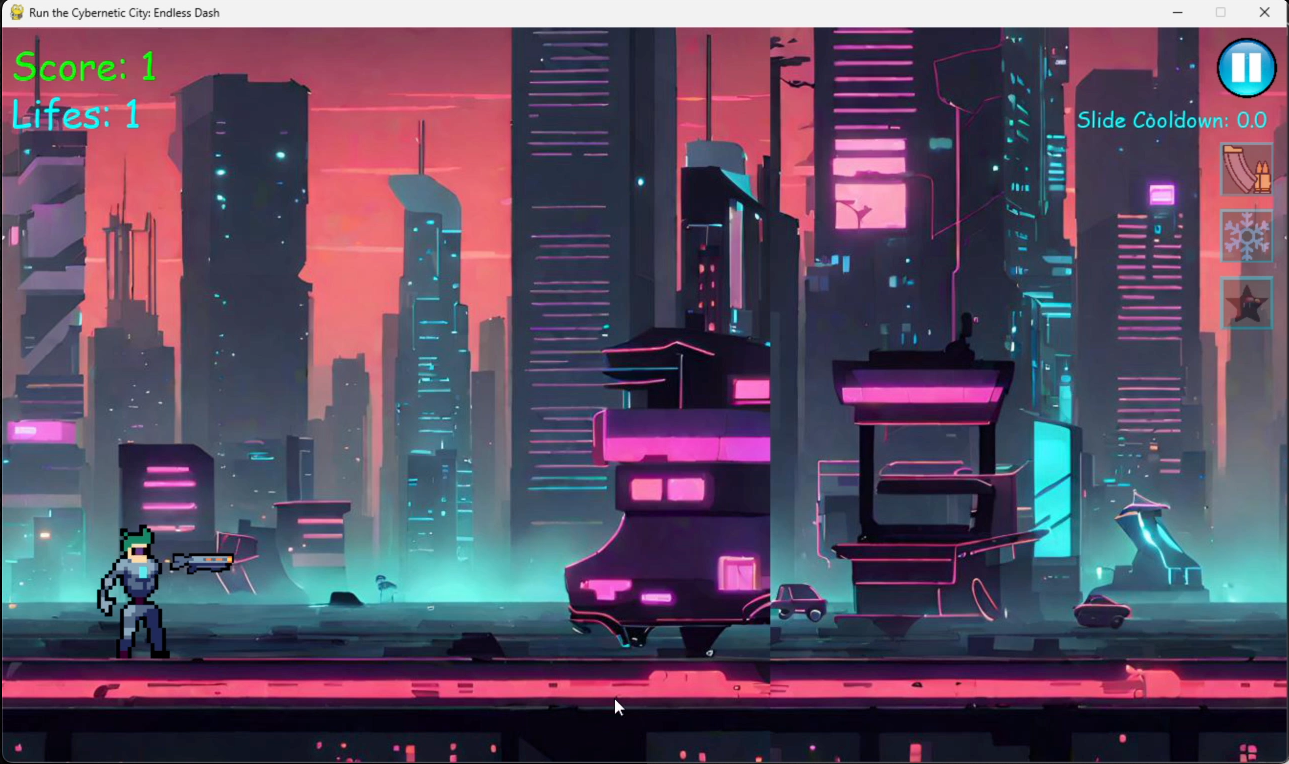 Run the Cybernetic City: Endless Dash
Score: 1
Lifes: 1
Slide Cooldown: 0.0